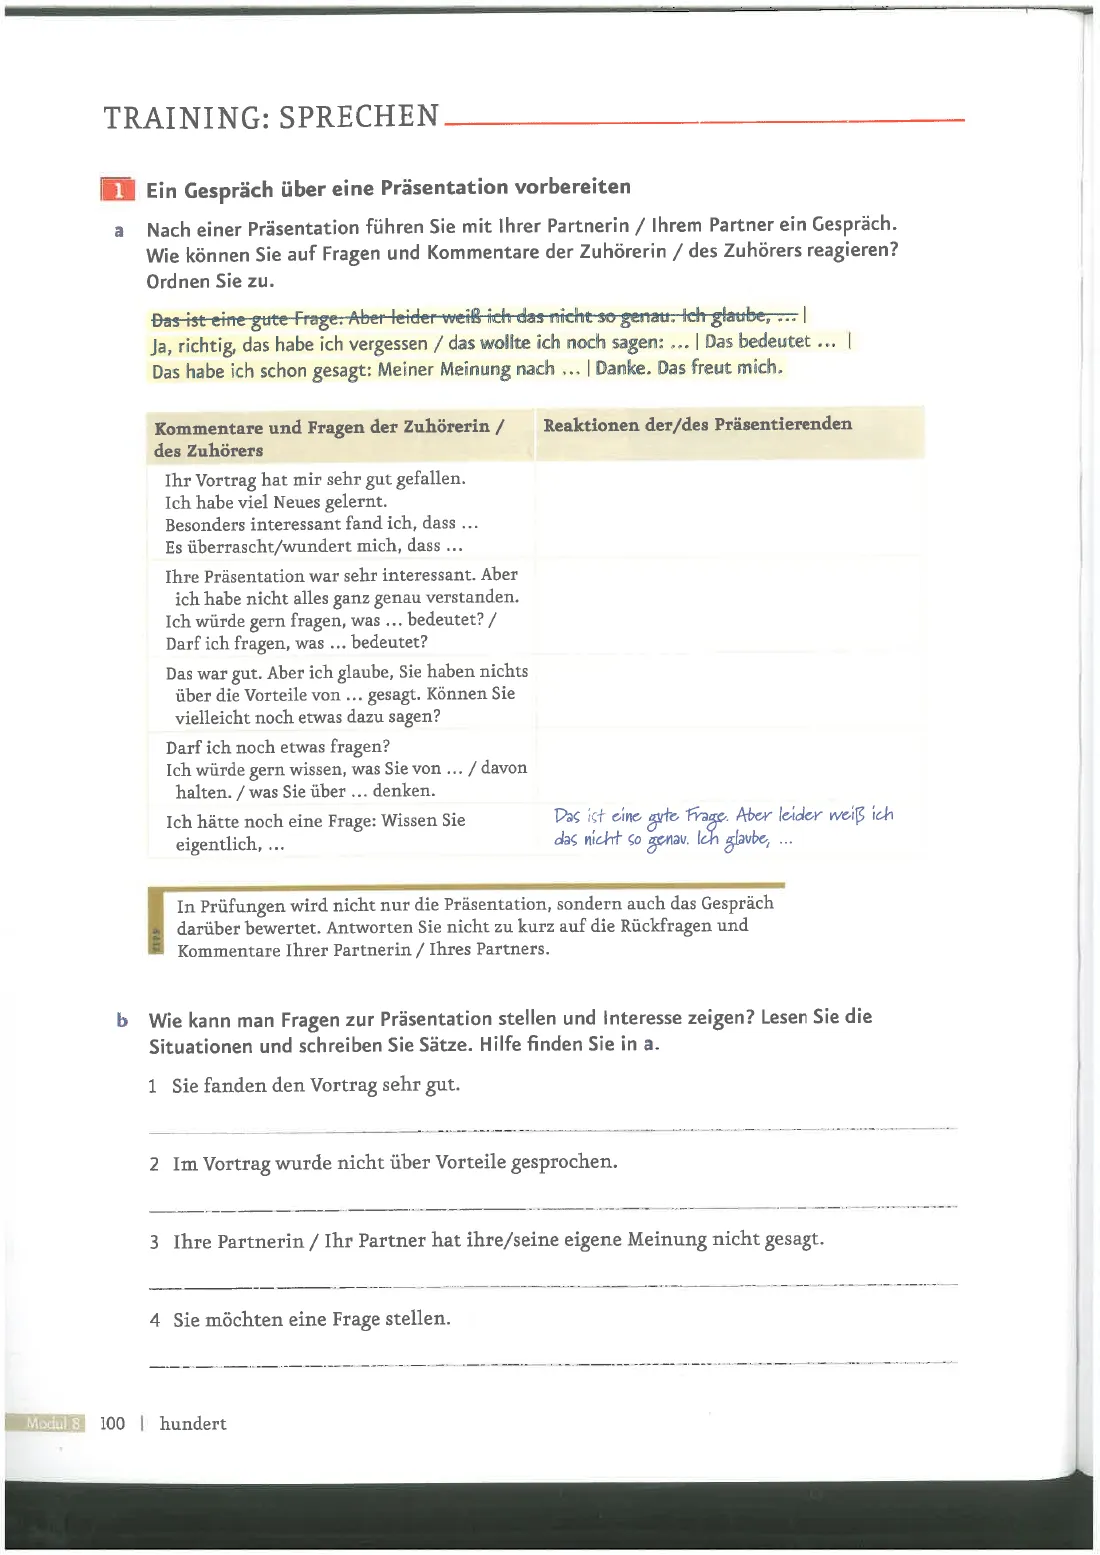 TRAINING: SPRECHEN
1 Ein Gespräch über eine Präsentation vorbereiten
a Nach einer Präsentation führen Sie mit Ihrer Partnerin / Ihrem Partner ein Gespräch.
Wie können Sie auf Fragen und Kommentare der Zuhörerin / des Zuhörers reagieren?
Ordnen Sie zu.
Das ist eine gute Frage. Aber leider weiß ich das nicht so genau. Ich glaube, ... |
Ja, richtig, das habe ich vergessen / das wollte ich noch sagen: ... | Das bedeutet ... |
Das habe ich schon gesagt: Meiner Meinung nach ... | Danke. Das freut mich.
Kommentare und Fragen der Zuhörerin /
des Zuhörers
Reaktionen der/des Präsentierenden
Ihr Vortrag hat mir sehr gut gefallen.
Ich habe viel Neues gelernt.
Besonders interessant fand ich, dass ...
Es überrascht/wundert mich, dass ...
Ihre Präsentation war sehr interessant. Aber
ich habe nicht alles ganz genau verstanden.
Ich würde gern fragen, was ... bedeutet? /
Darf ich fragen, was ... bedeutet?
Das war gut. Aber ich glaube, Sie haben nichts
über die Vorteile von ... gesagt. Können Sie
vielleicht noch etwas dazu sagen?
Darf ich noch etwas fragen?
Ich würde gern wissen, was Sie von ... / davon
halten. / was Sie über ... denken.
Ich hätte noch eine Frage: Wissen Sie
eigentlich, ...
Das ist eine gute Frage. Aber leider weiß ich
das nicht so genau. Ich glaube, ...
In Prüfungen wird nicht nur die Präsentation, sondern auch das Gespräch
darüber bewertet. Antworten Sie nicht zu kurz auf die Rückfragen und
Kommentare Ihrer Partnerin / Ihres Partners.
b Wie kann man Fragen zur Präsentation stellen und Interesse zeigen? Lesen Sie die
Situationen und schreiben Sie Sätze. Hilfe finden Sie in a.
1 Sie fanden den Vortrag sehr gut.
2 Im Vortrag wurde nicht über Vorteile gesprochen.
3 Ihre Partnerin / Ihr Partner hat ihre/seine eigene Meinung nicht gesagt.
4 Sie möchten eine Frage stellen.
Modul 8 100 | hundert